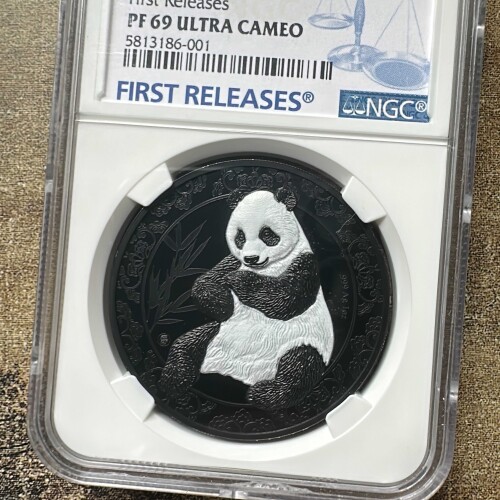 First Releases
PF 69 ULTRA CAMEO
5813186-001
FIRST RELEASES®
NGC®